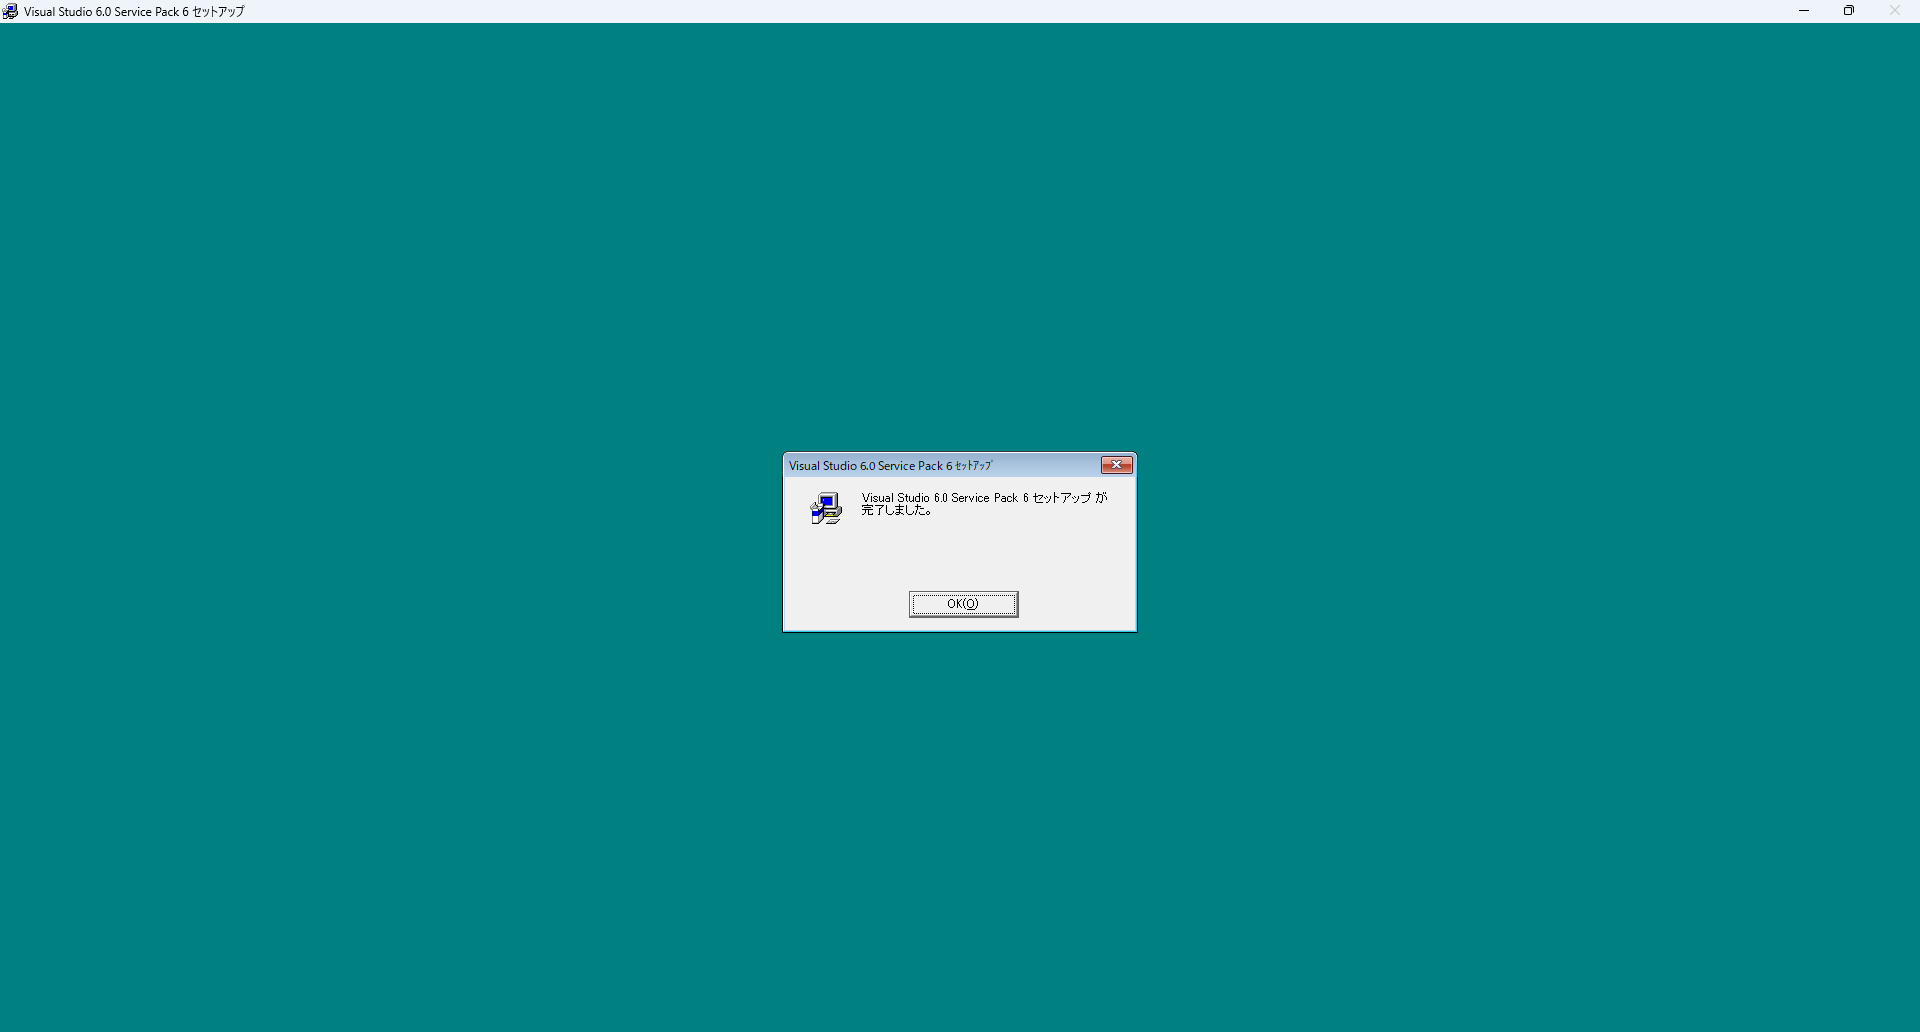 Visual Studio 6.0 Service Pack 6 セットアップ
Visual Studio 6.0 Service Pack 6 ｾｯﾄｱｯﾌﾟ
Visual Studio 6.0 Service Pack 6 セットアップ が
完了しました。
OK(O)